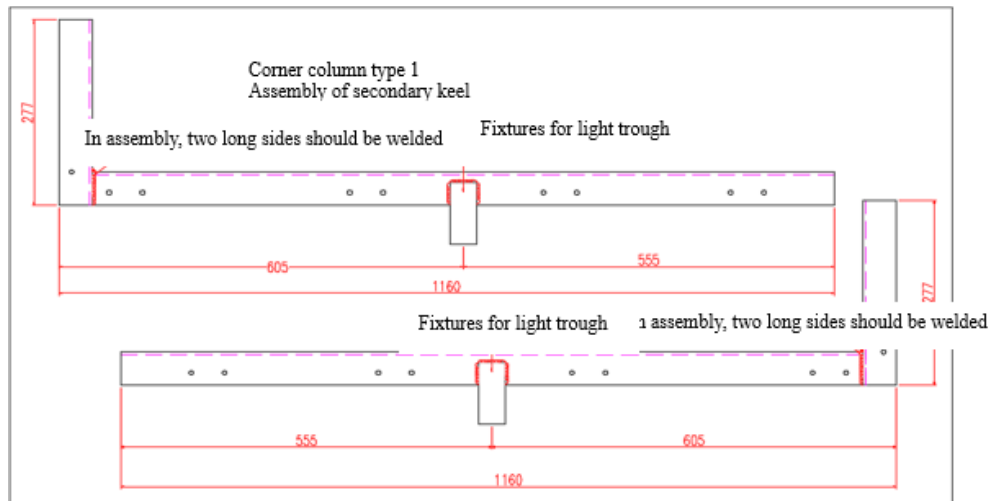 Corner column type 1
Assembly of secondary keel
277
In assembly, two long sides should be welded
Fixtures for light trough
605
555
1160
277
Fixtures for light trough
ı assembly, two long sides should be welded
555
605
1160